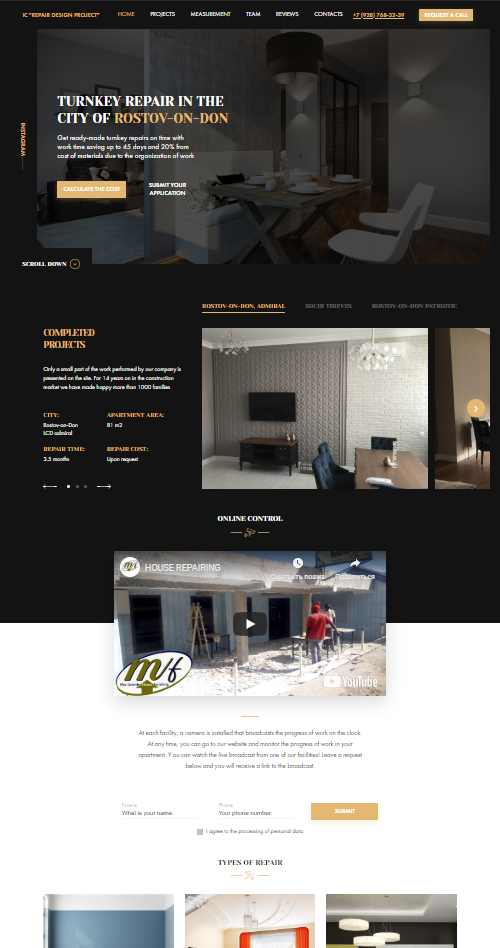 IC "REPAIR DESIGN PROJECT"
HOME
PROJECTS
MEASUREMENT
TEAM
REVIEWS
CONTACTS
+7 (928) 768-32-39
REQUEST A CALL
TURNKEY REPAIR IN THE
CITY OF ROSTOV-ON-DON
INSTAGRAM
Get ready-made turnkey repairs on time with
work time saving up to 45 days and 20% from
cost of materials due to the organization of work
CALCULATE THE COST
SUBMIT YOUR
APPLICATION
SCROLL DOWN
ROSTOV-ON-DON, ADMIRAL
SOCHI THIEVES
ROSTOV-ON-DON PATRIOTIC
COMPLETED
PROJECTS
Only a small part of the work performed by our company is
presented on the site. For 14 years on in the construction
market we have made happy more than 1000 families
CITY:
APARTMENT AREA:
Rostov-on-Don
LCD admiral
81 m2
REPAIR TIME:
REPAIR COST:
3.5 months
Upon request
ONLINE CONTROL
HOUSE REPAIRING
Смотреть позже
Поделиться
m/f
YouTube
At each facility, a camera is installed that broadcasts the progress of work on the clock.
At any time, you can go to our website and monitor the progress of work in your
apartment. Y ou can watch the live broadcast from one of our facilities! Leave a request
below and you will receive a link to the broadcast.
Name
What is your name:
Phone
Your phone number:
SUBMIT
I agree to the processing of personal data
TYPES OF REPAIR